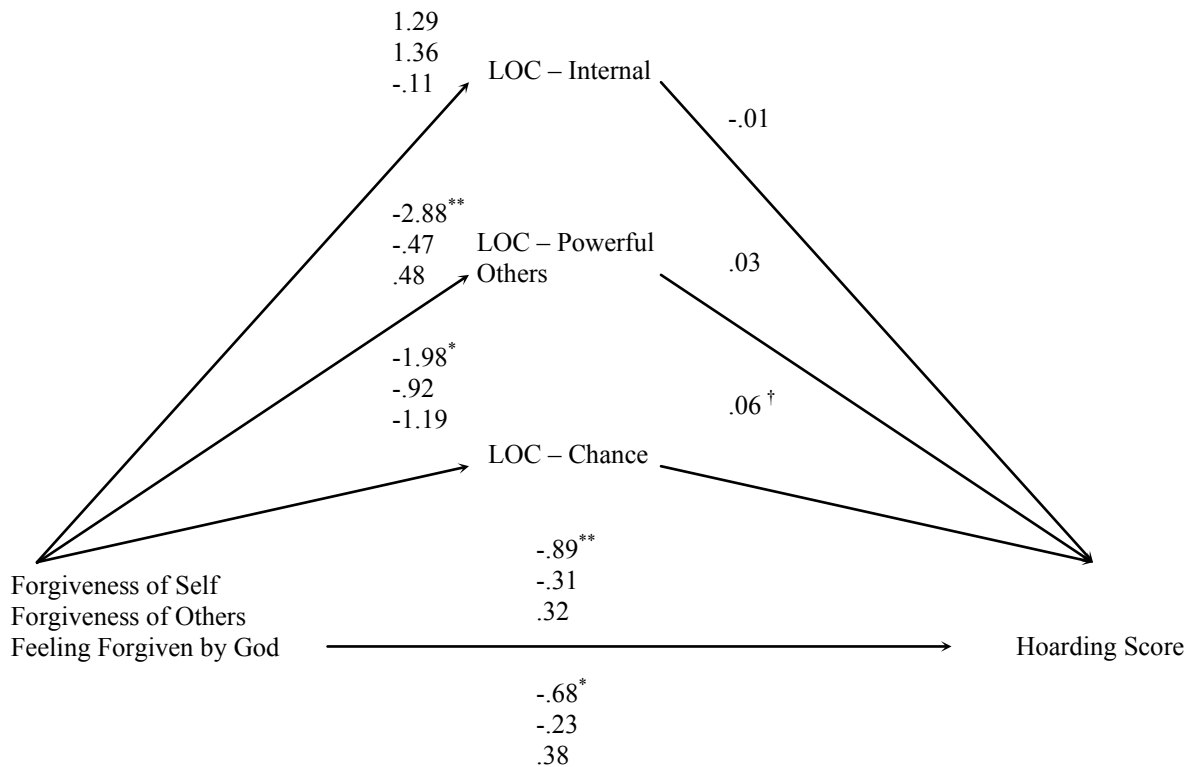 1.29
1.36
-.11
LOC – Internal
-.01
-2.88**
-.47
.48
LOC – Powerful
Others
.03
-1.98*
-.92
-1.19
.06 †
LOC – Chance
-.89**
-.31
.32
Forgiveness of Self
Forgiveness of Others
Feeling Forgiven by God
Hoarding Score
-.68*
-.23
.38